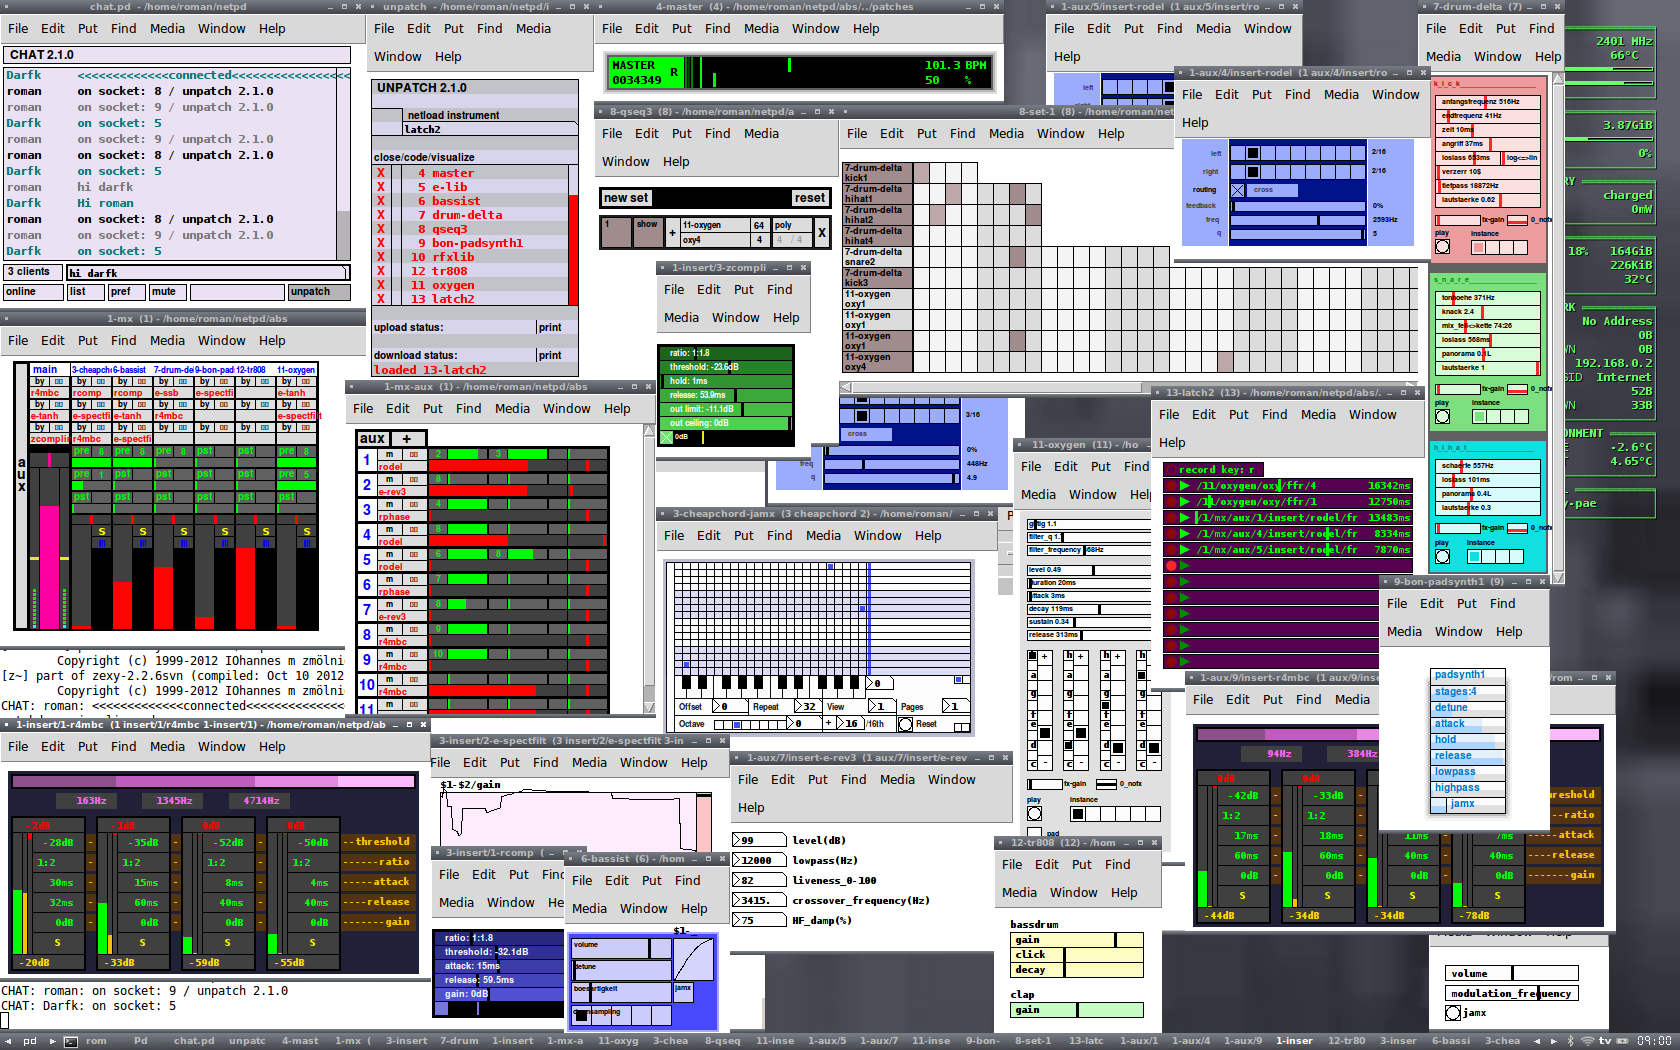 chat.pd - /home/roman/netpd
File Edit Put Find Media Window Help
CHAT 2.1.0
Darfk <<<<<<<<<<<<<connected<<<<<<<<<<<<<<<<<
roman on socket: 8 / unpatch 2.1.0
roman on socket: 9 / unpatch 2.1.0
roman on socket: 8 / unpatch 2.1.0
Darfk on socket: 5
roman on socket: 9 / unpatch 2.1.0
roman on socket: 8 / unpatch 2.1.0
Darfk on socket: 5
roman hi darfk
Darfk Hi roman
roman on socket: 8 / unpatch 2.1.0
roman on socket: 9 / unpatch 2.1.0
Darfk on socket: 5
3 clients hi darfk
online list pref mute unpatch
unpatch - /home/roman/netpd/i
File Edit Put Find Media
Window Help
UNPATCH 2.1.0
netload instrument
latch2
close/code/visualize
X 4 master
X 5 e-lib
X 6 bassist
X 7 drum-delta
X 8 qseq3
X 9 bon-padsynth1
X 10 rfxlib
X 12 tr808
X 11 oxygen
X 13 latch2
upload status: print
download status: print
loaded 13-latch2
4-master (4) - /home/roman/netpd/abs/../patches
File Edit Put Find Media Window Help
MASTER R 101.3 BPM
0034349 50 %
8-qseq3 (8) - /home/roman/netpd/a
File Edit Put Find Media
Window Help
new set reset
1 show + 11-oxygen 64 poly X
oxy4 4 4 / 4
8-set-1 (8) - /home/roman/net
File Edit Put Find Media Window Help
7-drum-delta
kick1
7-drum-delta
hihat1
7-drum-delta
hihat2
7-drum-delta
hihat4
7-drum-delta
snare2
7-drum-delta
kick3
11-oxygen
oxy1
11-oxygen
oxy1
11-oxygen
oxy4
11-oxygen
oxy4
1-aux/5/insert-rodel (1 aux/5/insert/ro
File Edit Put Find Media Window
Help
left
1-aux/4/insert-rodel (1 aux/4/insert/ro
File Edit Put Find Media Window
Help
left 2/16
right 2/16
routing cross
feedback 0%
freq 2593Hz
q 5
7-drum-delta (7)
File Edit Put Find
Media Window Help
kick
anfangsfrequenz 516Hz
endfrequenz 41Hz
zeit 10ms
angriff 37ms
loslass 653ms log<=>lin
verzerr 10$
tiefpass 18872Hz
lautstaerke 0.62
fx-gain 0_notx
play instance
snare
tonhoehe 371Hz
knack 2.4
mix_fell<>kette 74:26
loslass 568ms
panorama 0.1L
lautstaerke 1
fx-gain instance
play
hihat
schaerfe 557Hz
loslass 101ms
panorama 0.4L
lautstaerke 0.3
fx-gain 0_notx
play instance
2401 MHz
66°C
3.87GiB
0%
charged
0mW
18% 164GiB
226KiB
32°C
No Address
0B
0B
192.168.0.2
Internet
52B
33B
-2.6°C
4.65°C
-pae
1-insert/3-zcompli
File Edit Put Find
Media Window Help
ratio: 1:1.8
threshold: -23.6dB
hold: 1ms
release: 53.9ms
out limit: -11.1dB
out ceiling: 0dB
0dB
1-mx (1) - /home/roman/netpd/abs
File Edit Put Find Media Window Help
main 3-cheapch 6-bassist 7-drum-del 9-bon-pad 12-tr808 11-oxygen
r4mbc rcomp rcomp e-ssb e-spectfi
e-tanh e-spectfi e-tanh r4mbc e-spectfi
zcomplin r4mbc e-spectfi
aux
1-mx-aux (1) - /home/roman/netpd/abs
File Edit Put Find Media Window Help
aux +
1 rodel
2 e-rev3
3 rphase
4 rodel
5 rodel
6 rphase
7 e-rev3
8 r4mbc
9 r4mbc
10 r4mbc
11
3/16
cross
0%
freq 448Hz
q 4.9
3-cheapchord-jamx (3 cheapchord 2) - /home/roman/
File Edit Put Find Media Window Help
Offset 0 Repeat 32 View 1 Pages 1
Octave 0 + 16 /16th Reset
11-oxygen (11) - /ho
File Edit Put Find
Media Window Help
giftig 1.1
filter_q 1.
filter_frequency 668Hz
level 0.49
duration 20ms
attack 3ms
decay 119ms
sustain 0.34
release 313ms
fx-gain 0_notx
play instance
pad
13-latch2 (13) - /home/roman/netpd/abs/.
File Edit Put Find Media Window
Help
record key: r
/11/oxygen/oxy/ffr/4 16342ms
/11/oxygen/oxy/ffr/1 12750ms
/1/mx/aux/1/insert/rodel/fr 13483ms
/1/mx/aux/4/insert/rodel/fr 8334ms
/1/mx/aux/5/insert/rodel/fr 7870ms
9-bon-padsynth1 (9)
File Edit Put Find
Media Window Help
padsynth1
stages:4
detune
attack
hold
release
lowpass
highpass
jamx
Copyright (c) 1999-2012 IOhannes m zmölni
[z~] part of zexy-2.2.6svn (compiled: Oct 10 2012
Copyright (c) 1999-2012 IOhannes m zmölni
CHAT: roman: <<<<<<<<<<<<<connected<<<<<<<<<<<<<<
1-insert/1-r4mbc (1 insert/1/r4mbc 1-insert/1) - /home/roman/netpd/ab
File Edit Put Find Media Window Help
163Hz 1345Hz 4714Hz
-2dB -1dB 0dB 0dB
-28dB -35dB -52dB -50dB --threshold
1:2 1:2 1:2 1:2 ------ratio
30ms 15ms 8ms 4ms -----attack
32ms 60ms 40ms 40ms ----release
0dB 0dB 0dB 0dB -------gain
S S S S
-20dB -33dB -59dB -55dB
CHAT: roman: on socket: 9 / unpatch 2.1.0
CHAT: Darfk: on socket: 5
3-insert/2-e-spectfilt (3 insert/2/e-spectfilt 3-in
File Edit Put Find Media Window Help
$1-$2/gain
3-insert/1-rcomp (
File Edit Put Fin
Media Window He
ratio: 1:1.8
threshold: -32.1dB
attack: 15ms
release: 59.5ms
gain: 0dB
6-bassist (6) - /hom
File Edit Put Find
Media Window Help
$1-_
volume
detune
boesartigkeit jamx
downsampling
1-aux/7/insert-e-rev3 (1 aux/7/insert/e-rev
File Edit Put Find Media Window
Help
99 level(dB)
12000 lowpass(Hz)
82 liveness_0-100
3415. crossover_frequency(Hz)
75 HF_damp(%)
12-tr808 (12) - /hom
File Edit Put Find
Media Window Help
bassdrum
gain
click
decay
clap
gain
1-aux/9/insert-r4mbc (1 aux/9/inser
File Edit Put Find Media
94Hz 384Hz
0dB 0dB
-42dB -33dB reshold
1:2 1:2 -ratio
17ms 18ms 11ms 7ms -attack
60ms 60ms 40ms 40ms -release
0dB 0dB 0dB 0dB ---gain
S S S S
-44dB -34dB -34dB -78dB
volume
modulation_frequency
jamx
pd rom Pd chat.pd unpatc 4-mast 1-mx ( 3-insert 7-drum 1-insert 1-mx-a 11-oxyg 3-chea 8-qseq 11-inse 1-aux/5 1-aux/7 11-inse 9-bon- 8-set-1 13-latc 1-aux/1 1-aux/4 1-aux/9 1-inser 12-tr80 3-inser 6-bassi 3-chea tv 09:00